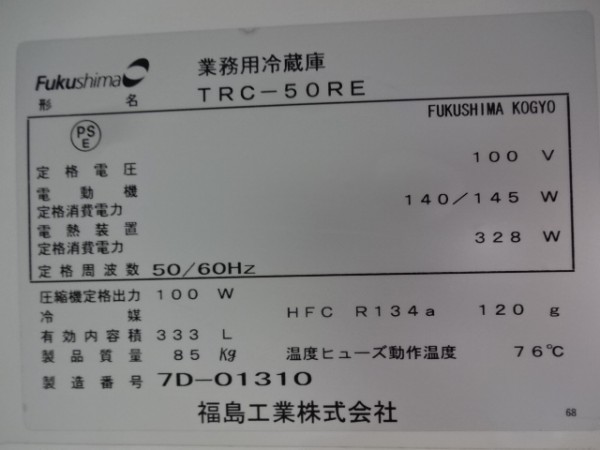 Fukushima
業務用冷蔵庫
形 名 TRC-50RE
FUKUSHIMA KOGYO
PS
E
定格電圧 100 V
電動機
定格消費電力 140/145 W
電熱装置
定格消費電力 328 W
定格周波数 50/60Hz
圧縮機定格出力 100 W
冷媒 HFC R134a 120 g
有効内容積 333 L
製品質量 85 Kg 温度ヒューズ動作温度 76℃
製造番号 7D-01310
福島工業株式会社
68